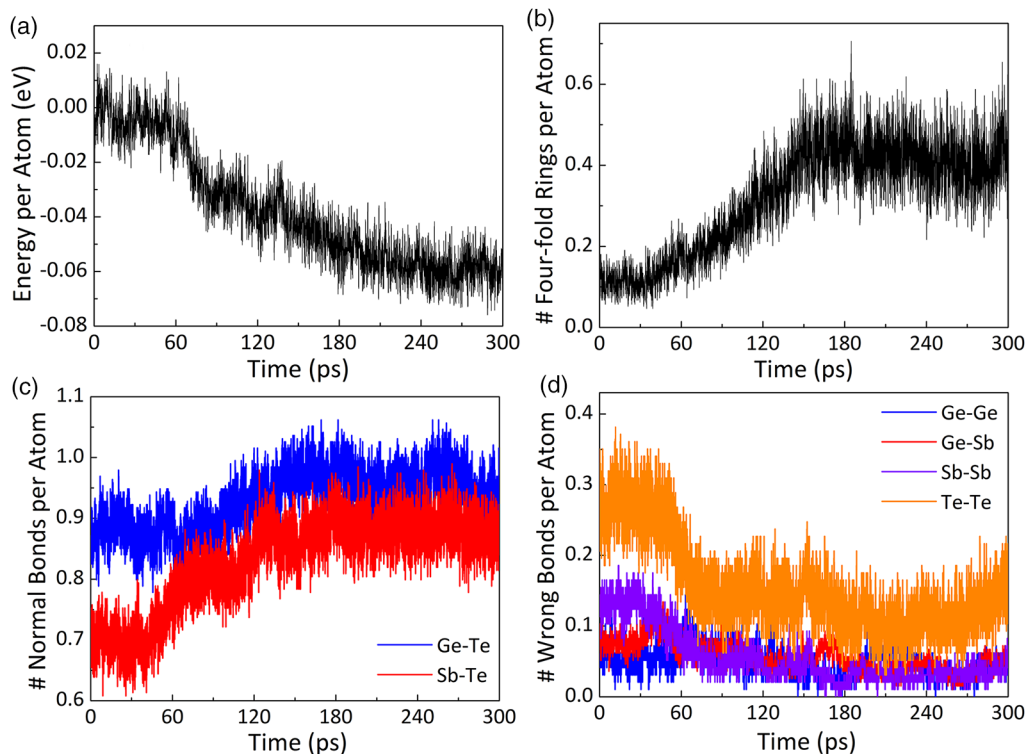 (a)
Energy per Atom (eV)
0.02
0.00
-0.02
-0.04
-0.06
-0.08
0
60
120
180
240
300
Time (ps)
(b)
# Four-fold Rings per Atom
0.6
0.4
0.2
0.0
0
60
120
180
240
300
Time (ps)
(c)
# Normal Bonds per Atom
1.1
1.0
0.9
0.8
0.7
0.6
Ge-Te
Sb-Te
0
60
120
180
240
300
Time (ps)
(d)
# Wrong Bonds per Atom
0.4
0.3
0.2
0.1
0.0
Ge-Ge
Ge-Sb
Sb-Sb
Te-Te
0
60
120
180
240
300
Time (ps)